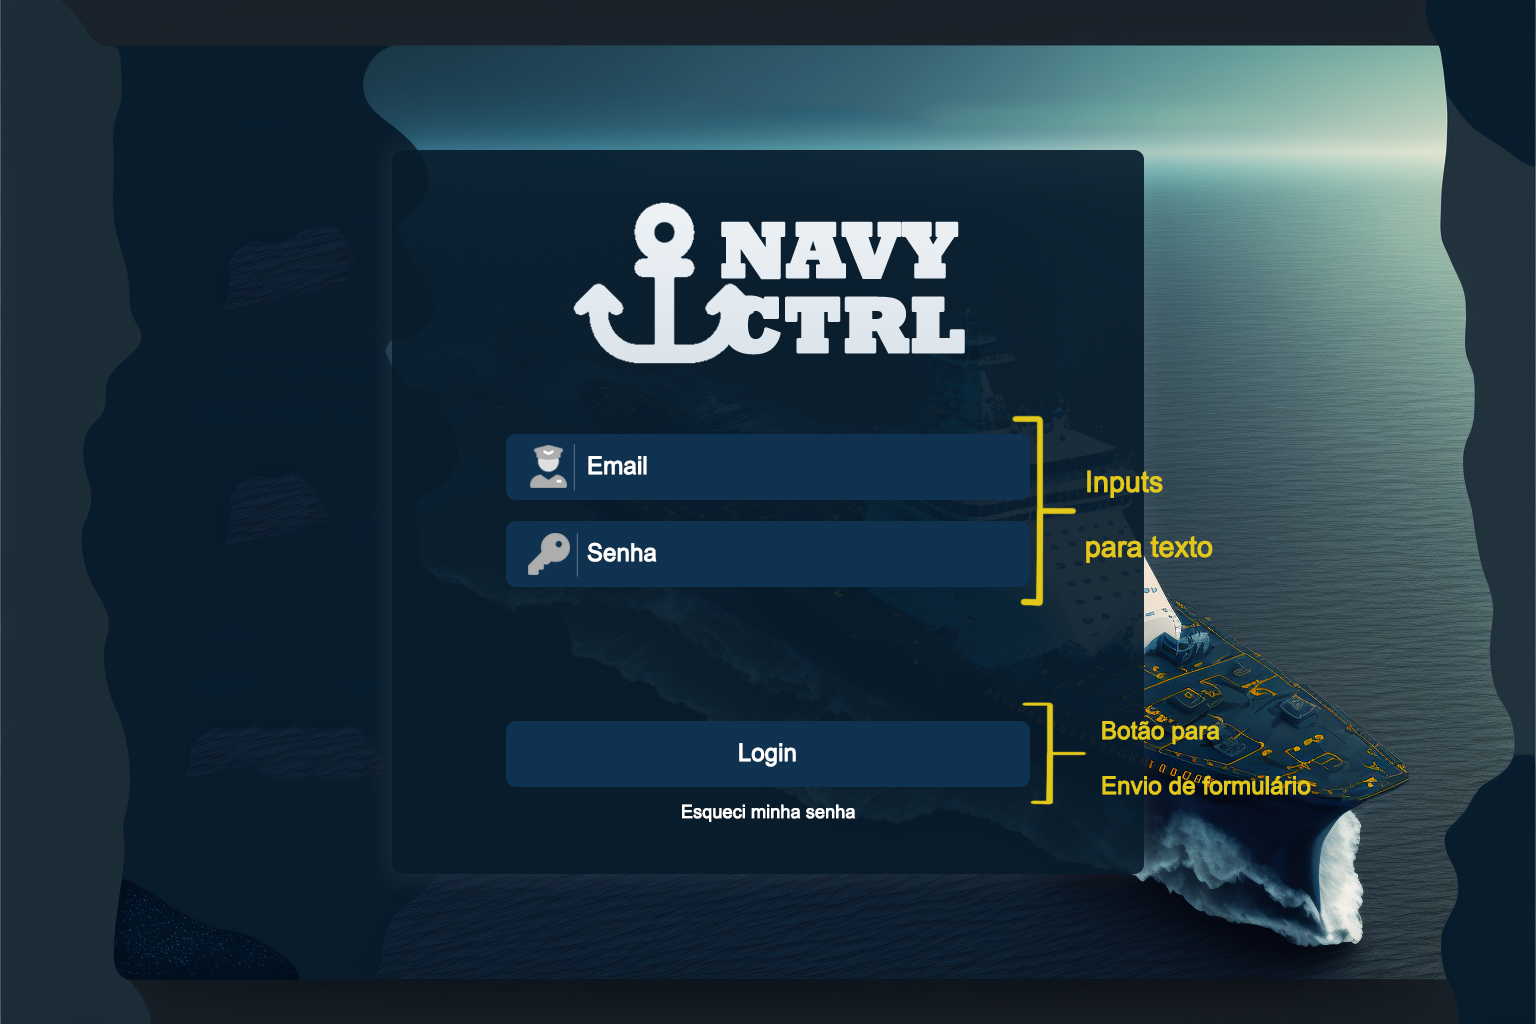 NAVY
CTRL
Email
Inputs
Senha
para texto
Login
Botão para
Envio de formulário
Esqueci minha senha